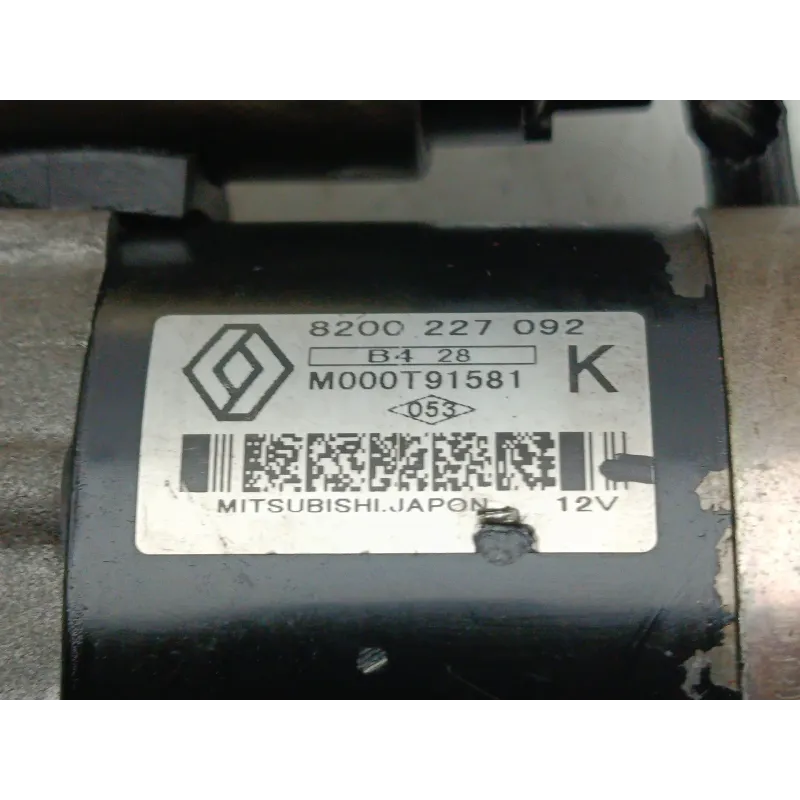 8200 227 092
B4 28
M000T91581 K
053
MITSUBISHI.JAPON 12V